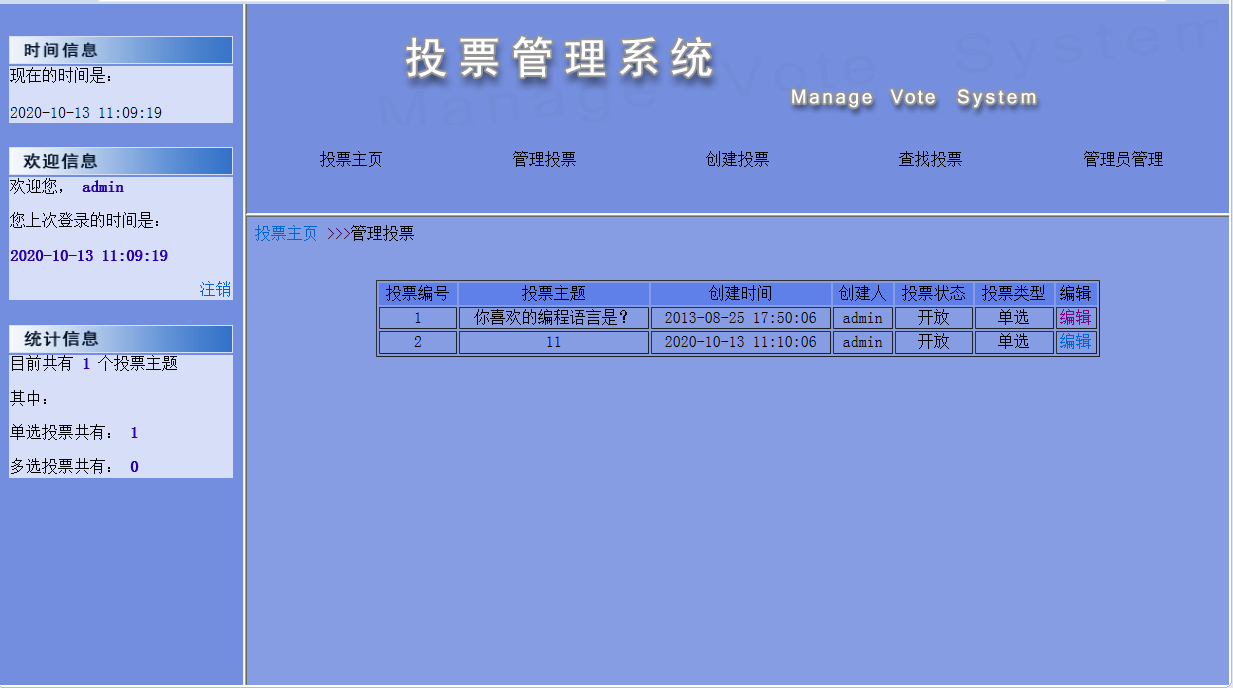 时间信息
现在的时间是：
2020-10-13 11:09:19
欢迎信息
欢迎您， admin
您上次登录的时间是：
2020-10-13 11:09:19
注销
统计信息
目前共有 1 个投票主题
其中：
单选投票共有： 1
多选投票共有： 0
投票管理系统
Manage Vote System
Manage Vote System
投票主页 管理投票 创建投票 查找投票 管理员管理
投票主页 >>>管理投票
投票编号 投票主题 创建时间 创建人 投票状态 投票类型 编辑
1 你喜欢的编程语言是？ 2013-08-25 17:50:06 admin 开放 单选 编辑
2 11 2020-10-13 11:10:06 admin 开放 单选 编辑